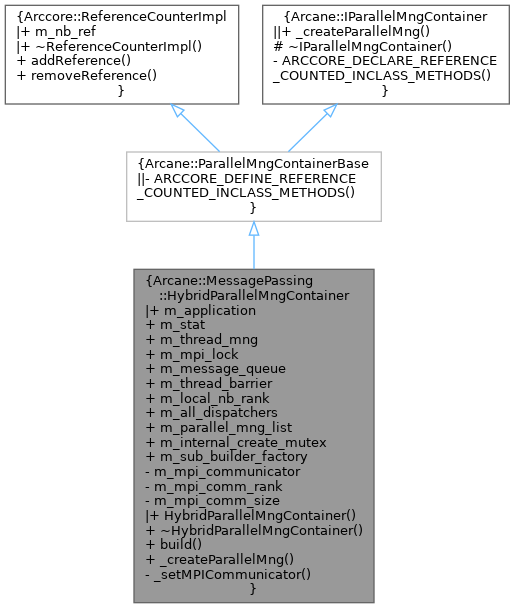 {Arccore::ReferenceCounterImpl
|+ m_nb_ref
|+ ~ReferenceCounterImpl()
+ addReference()
+ removeReference()
}
{Arcane::IParallelMngContainer
||+ _createParallelMng()
# ~IParallelMngContainer()
- ARCCORE_DECLARE_REFERENCE
_COUNTED_INCLASS_METHODS()
}
{Arcane::ParallelMngContainerBase
||- ARCCORE_DEFINE_REFERENCE
_COUNTED_INCLASS_METHODS()
}
{Arcane::MessagePassing
::HybridParallelMngContainer
|+ m_application
+ m_stat
+ m_thread_mng
+ m_mpi_lock
+ m_message_queue
+ m_thread_barrier
+ m_local_nb_rank
+ m_all_dispatchers
+ m_parallel_mng_list
+ m_internal_create_mutex
+ m_sub_builder_factory
- m_mpi_communicator
- m_mpi_comm_rank
- m_mpi_comm_size
|+ HybridParallelMngContainer()
+ ~HybridParallelMngContainer()
+ build()
+ _createParallelMng()
- _setMPICommunicator()
}